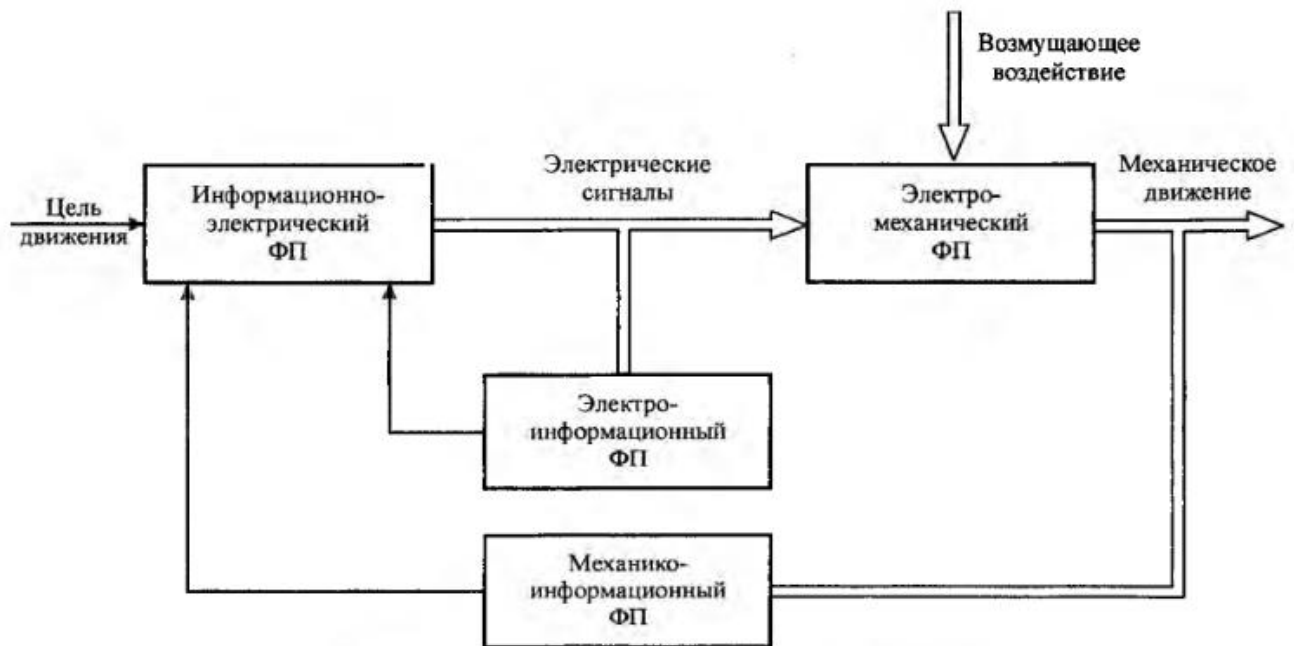 Возмущающее
воздействие
Цель
движения
Информационно-
электрический
ФП
Электрические
сигналы
Электро-
механический
ФП
Механическое
движение
Электро-
информационный
ФП
Механико-
информационный
ФП